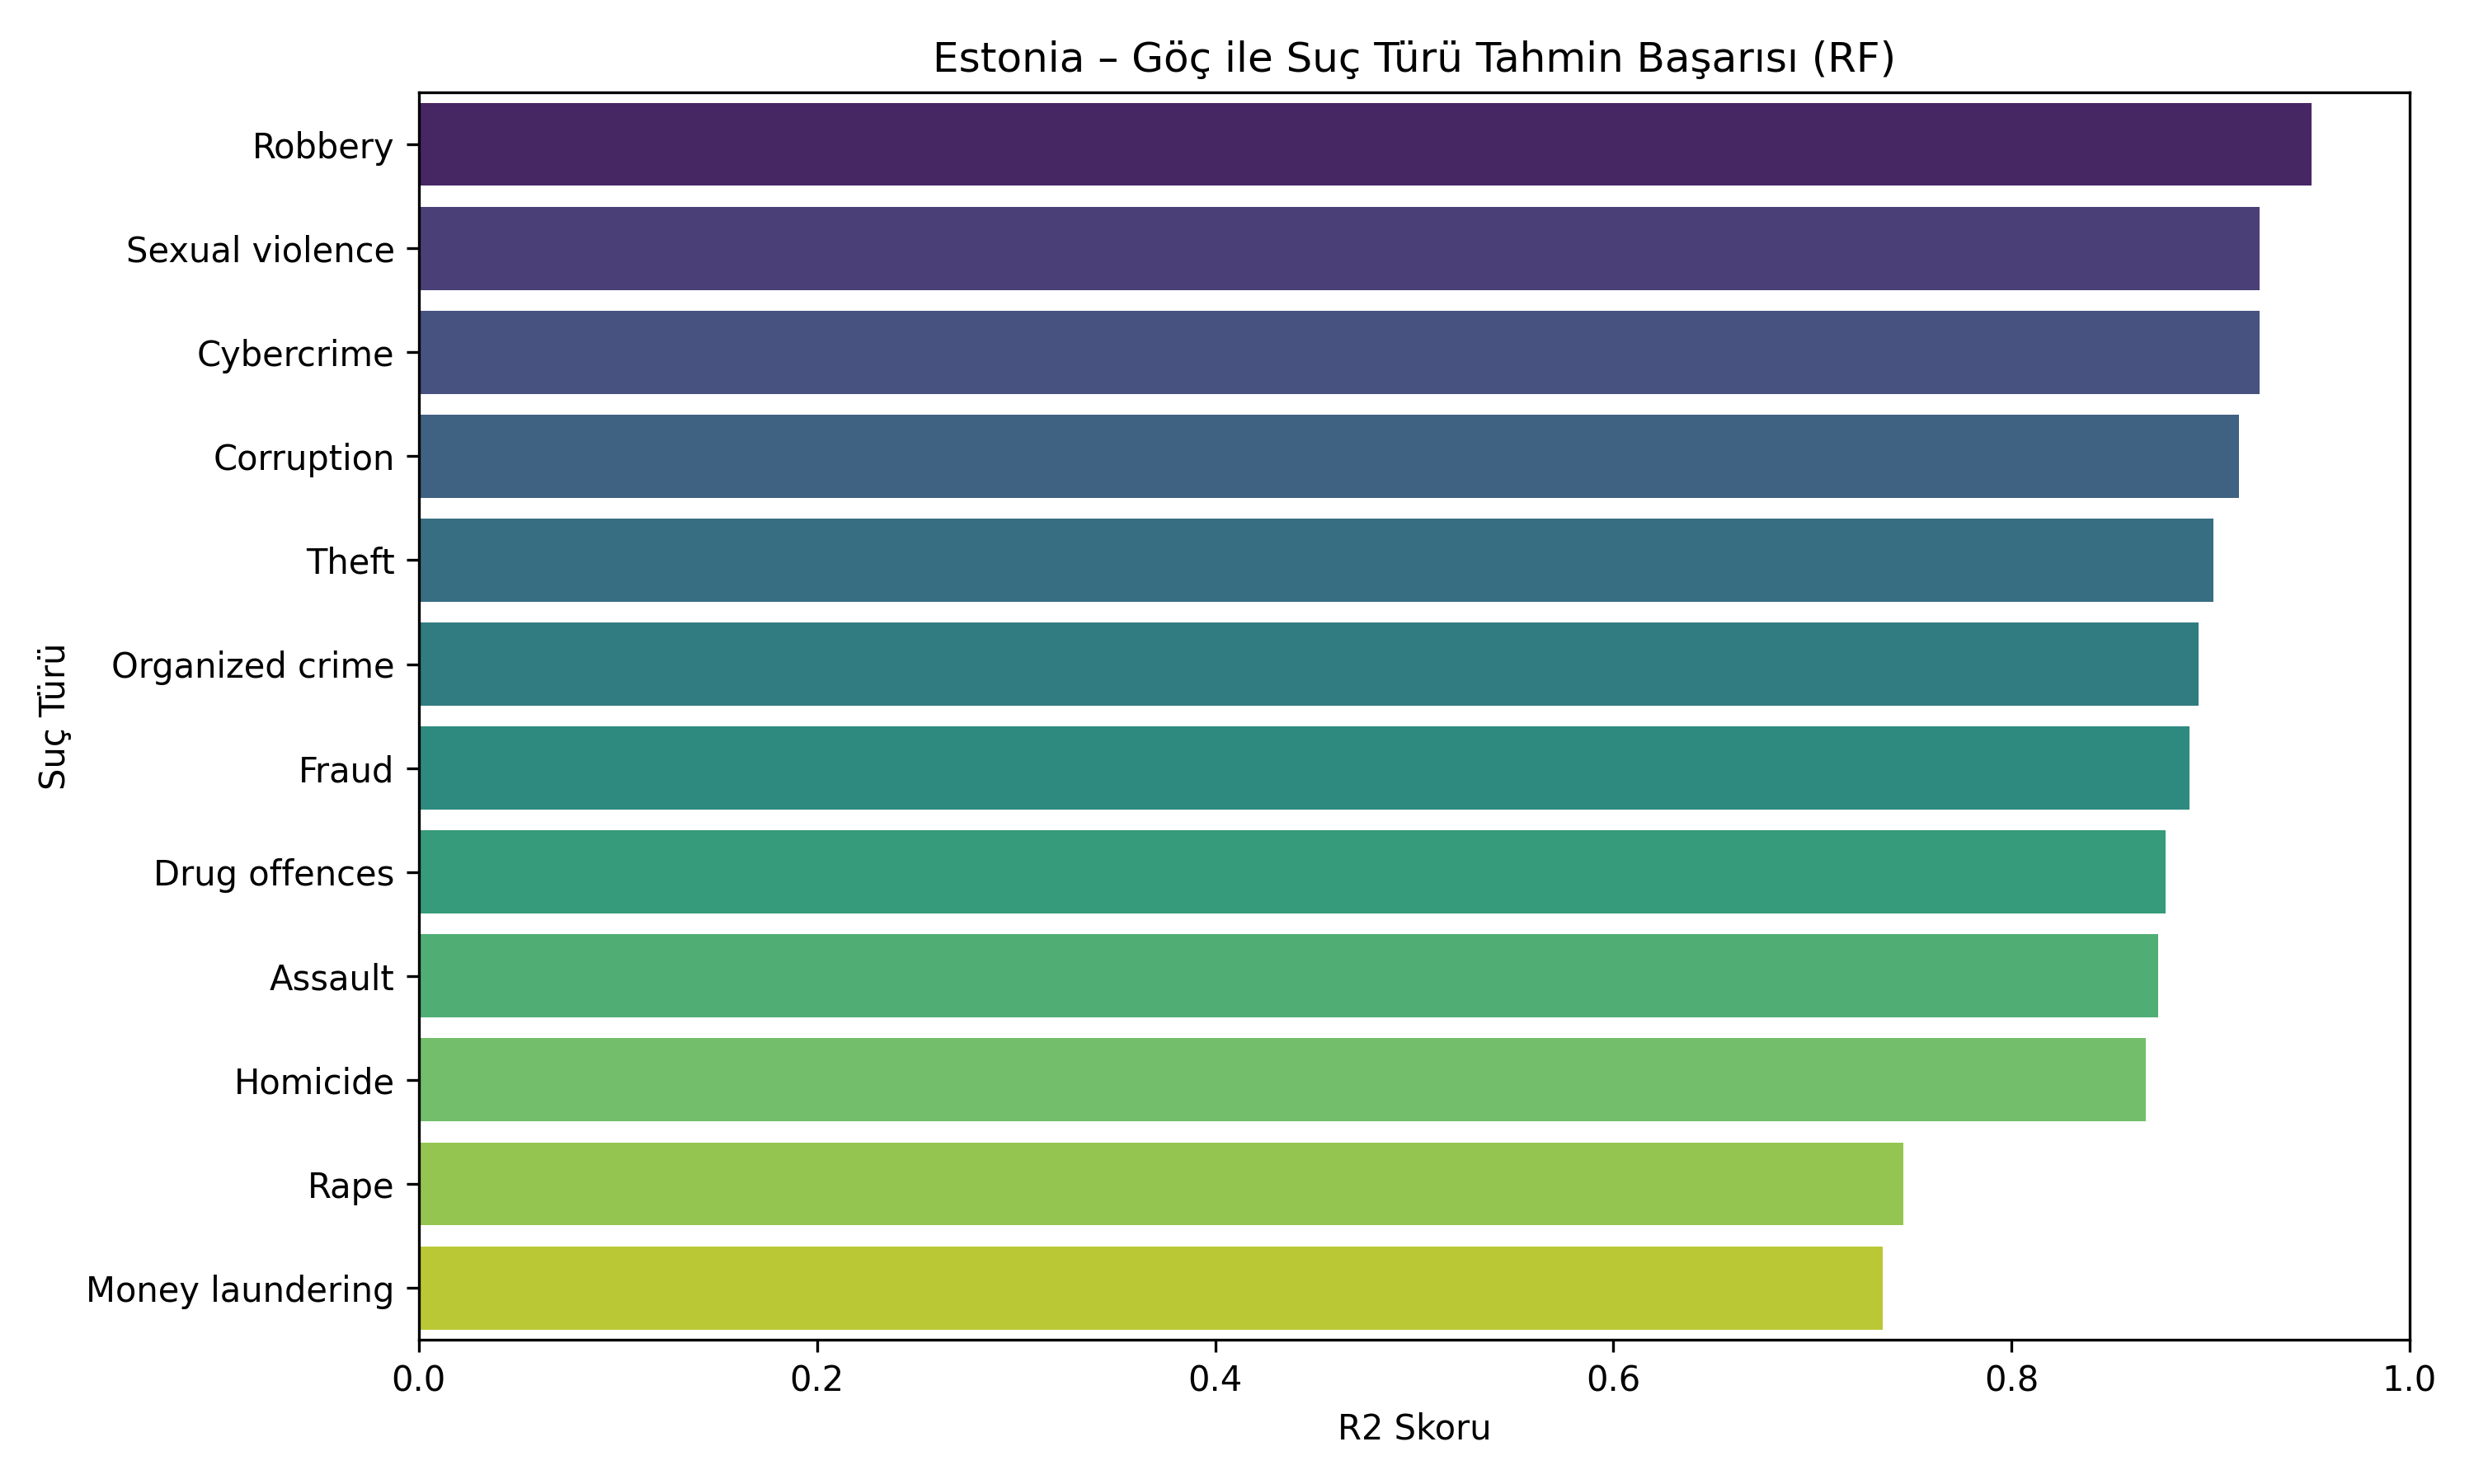 Estonia – Göç ile Suç Türü Tahmin Başarısı (RF)
Suç Türü
Robbery
Sexual violence
Cybercrime
Corruption
Theft
Organized crime
Fraud
Drug offences
Assault
Homicide
Rape
Money laundering
0.0 0.2 0.4 0.6 0.8 1.0
R2 Skoru